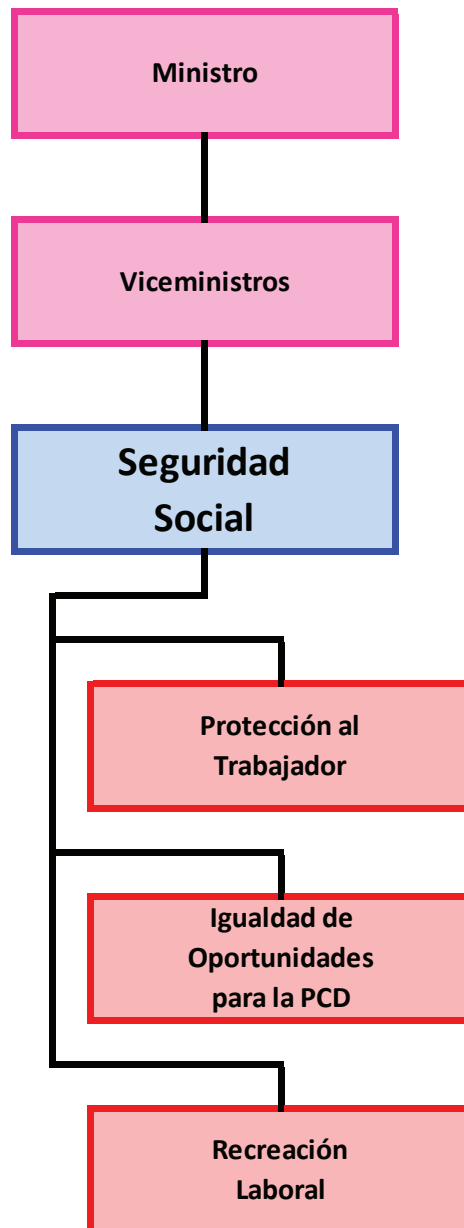 Ministro
Viceministros
Seguridad
Social
Protección al
Trabajador
Igualdad de
Oportunidades
para la PCD
Recreación
Laboral